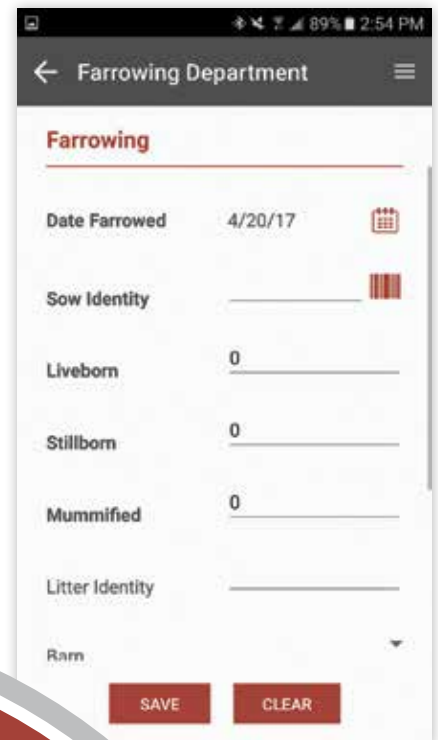 89% 2:54 PM
Farrowing Department
Farrowing
Date Farrowed 4/20/17
Sow Identity
Liveborn 0
Stillborn 0
Mummified 0
Litter Identity
Barn
SAVE CLEAR